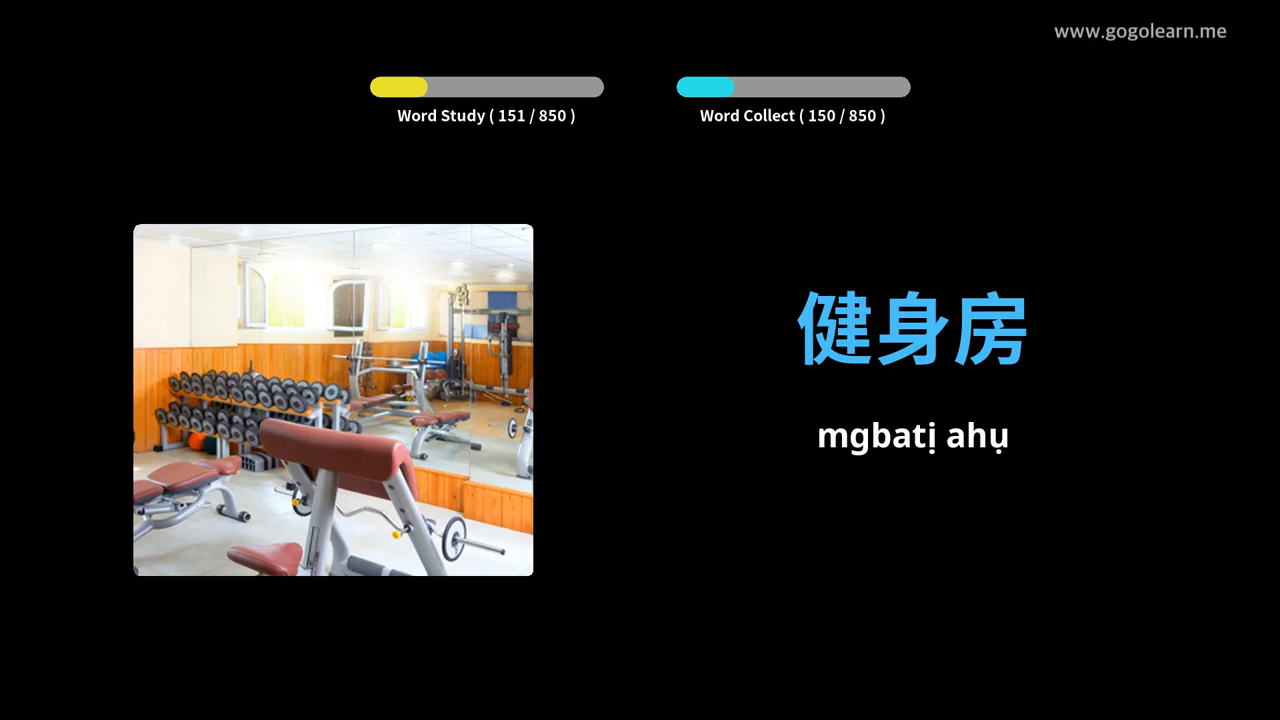 www.gogolearn.me
Word Study ( 151 / 850 )
Word Collect ( 150 / 850 )
健身房
mgbatị ahụ